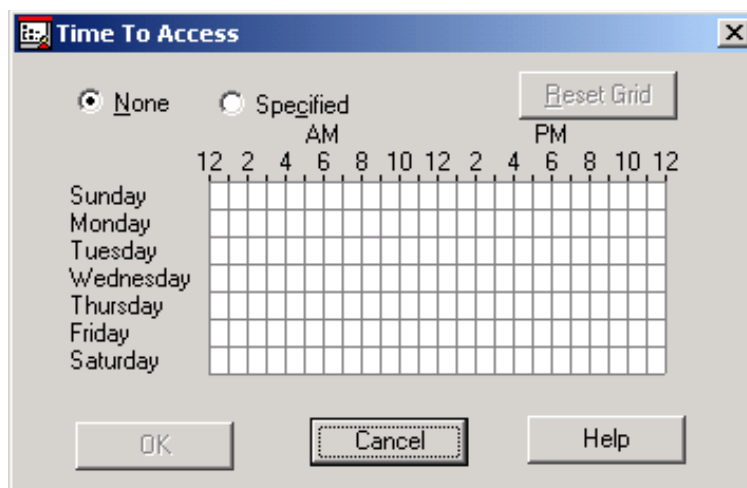 Time To Access
None Specified Reset Grid
AM PM
12 2 4 6 8 10 12 2 4 6 8 10 12
Sunday
Monday
Tuesday
Wednesday
Thursday
Friday
Saturday
OK Cancel Help